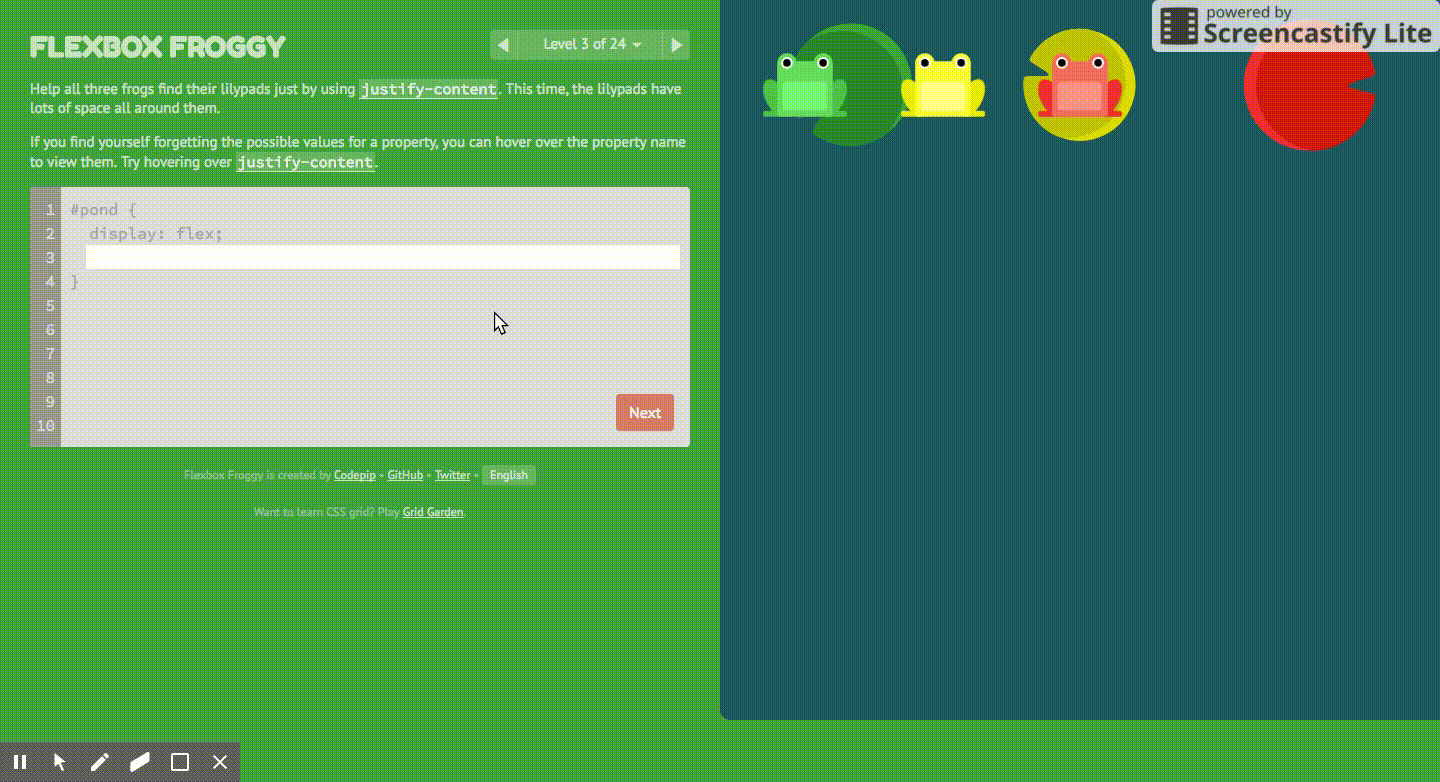 powered by
Screencastify Lite
FLEXBOX FROGGY
Level 3 of 24
Help all three frogs find their lilypads just by using justify-content. This time, the lilypads have
lots of space all around them.
If you find yourself forgetting the possible values for a property, you can hover over the property name
to view them. Try hovering over justify-content.
1 #pond {
2 display: flex;
3
4 }
5
6
7
8
9
10
Next
Flexbox Froggy is created by Codepip • GitHub • Twitter • English
Want to learn CSS grid? Play Grid Garden.